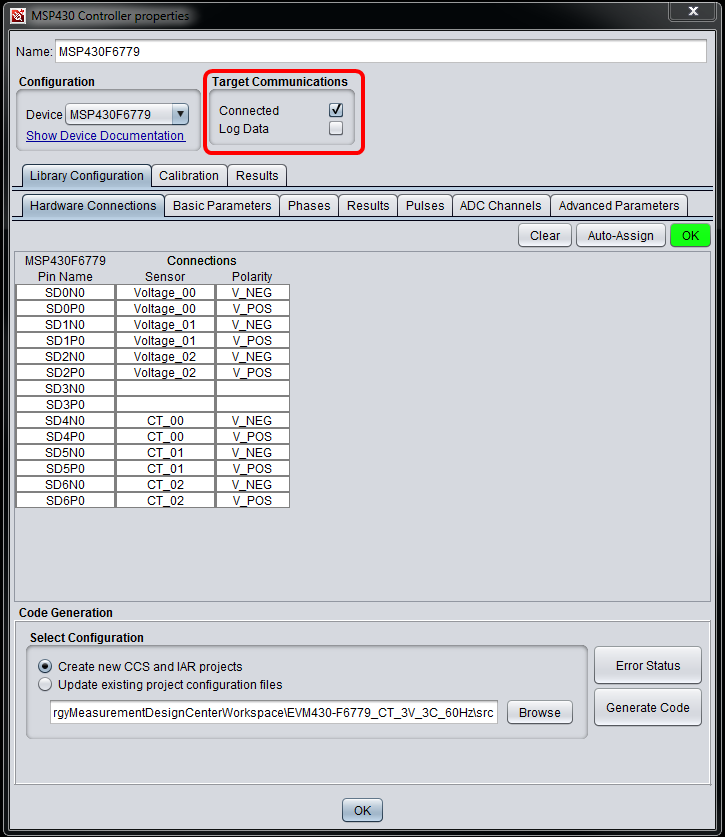 MSP430 Controller properties
X
Name: MSP430F6779
Configuration
Target Communications
Device MSP430F6779
Show Device Documentation
Connected
Log Data
Library Configuration Calibration Results
Hardware Connections Basic Parameters Phases Results Pulses ADC Channels Advanced Parameters
Clear Auto-Assign OK
MSP430F6779 Connections
Pin Name Sensor Polarity
SD0N0 Voltage_00 V_NEG
SD0P0 Voltage_00 V_POS
SD1N0 Voltage_01 V_NEG
SD1P0 Voltage_01 V_POS
SD2N0 Voltage_02 V_NEG
SD2P0 Voltage_02 V_POS
SD3N0
SD3P0
SD4N0 CT_00 V_NEG
SD4P0 CT_00 V_POS
SD5N0 CT_01 V_NEG
SD5P0 CT_01 V_POS
SD6N0 CT_02 V_NEG
SD6P0 CT_02 V_POS
Code Generation
Select Configuration
Create new CCS and IAR projects
Update existing project configuration files
rgyMeasurementDesignCenterWorkspace\EVM430-F6779_CT_3V_3C_60Hz\src Browse
Error Status
Generate Code
OK